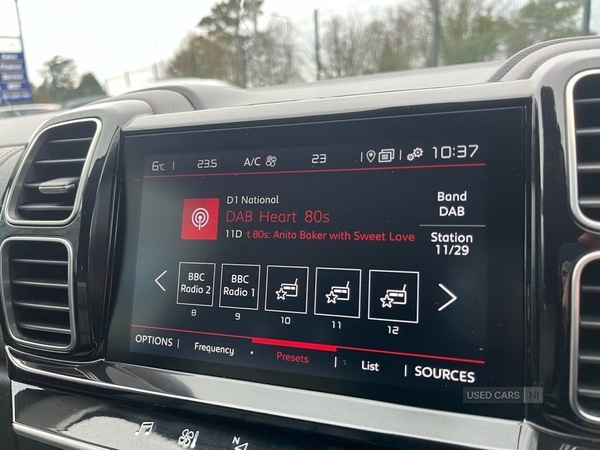 6°C 23.5 A/C 23 10:37
D1 National
DAB Heart 80s
11D t.80s: Anita Baker with Sweet Love
Band
DAB
Station
11/29
BBC
Radio 2
BBC
Radio 1
8 9 10 11 12
OPTIONS Frequency Presets List SOURCES
USED CARS NI